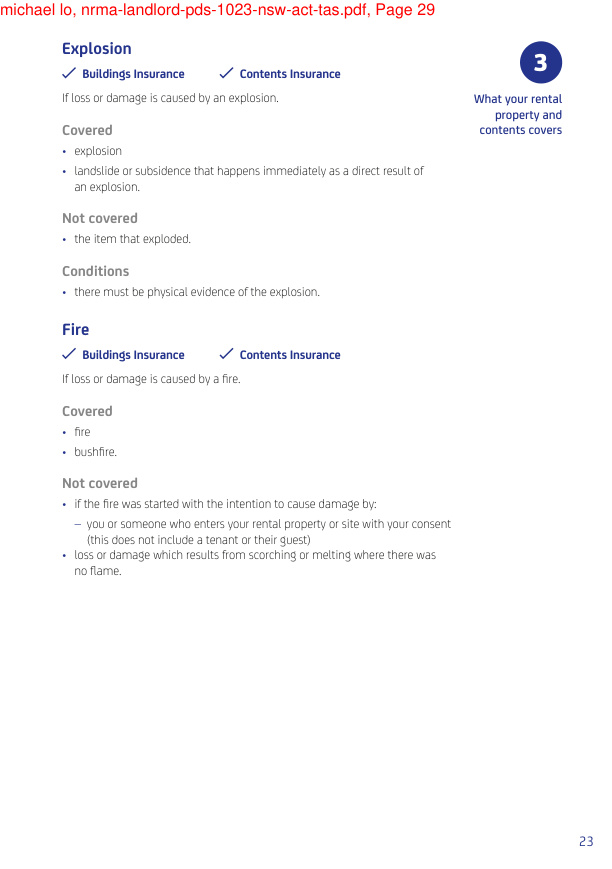 michael lo, nrma-landlord-pds-1023-nsw-act-tas.pdf, Page 29
Explosion
Buildings Insurance Contents Insurance
If loss or damage is caused by an explosion.
Covered
• explosion
• landslide or subsidence that happens immediately as a direct result of
an explosion.
Not covered
• the item that exploded.
Conditions
• there must be physical evidence of the explosion.
Fire
Buildings Insurance Contents Insurance
If loss or damage is caused by a fire.
Covered
• fire
• bushfire.
Not covered
• if the fire was started with the intention to cause damage by:
– you or someone who enters your rental property or site with your consent
(this does not include a tenant or their guest)
• loss or damage which results from scorching or melting where there was
no flame.
3
What your rental
property and
contents covers
23